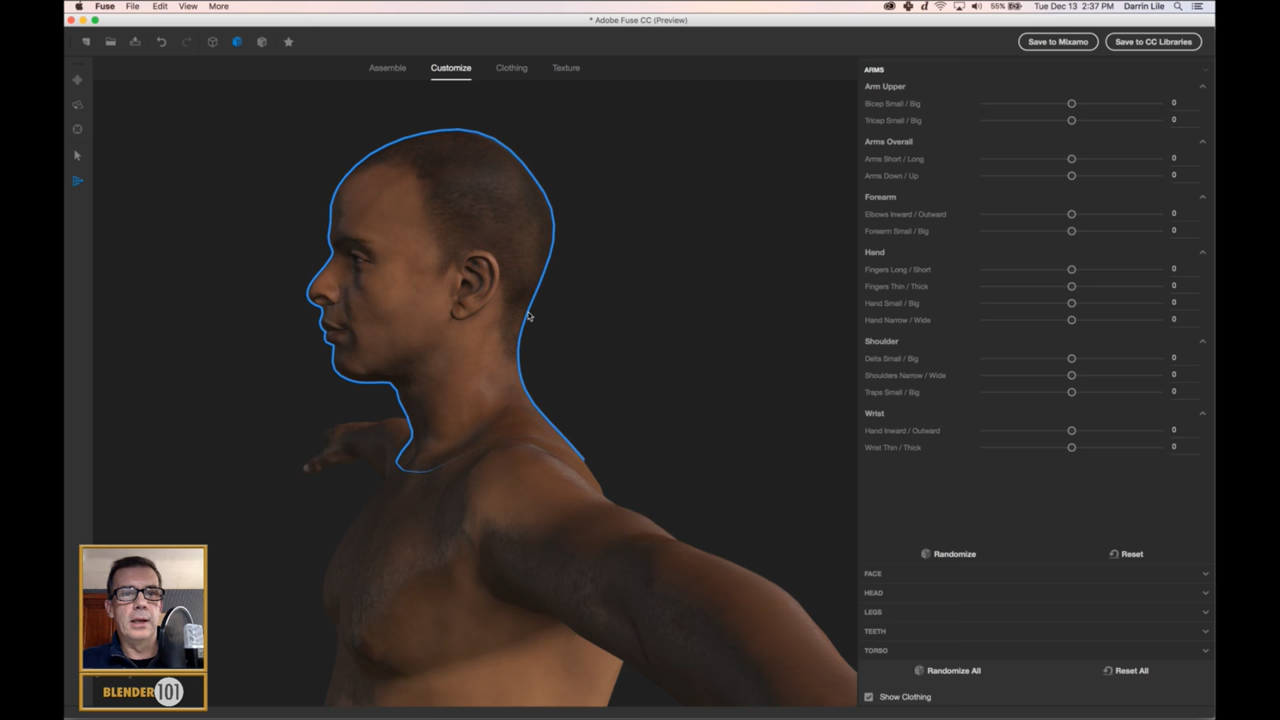 Fuse File Edit View More 55% Tue Dec 13 2:37 PM Darrin Lile
* Adobe Fuse CC (Preview)
Save to Mixamo Save to CC Libraries
Assemble Customize Clothing Texture
ARMS
Arm Upper
Bicep Small / Big 0
Tricep Small / Big 0
Arms Overall
Arms Short / Long 0
Arms Down / Up 0
Forearm
Elbows Inward / Outward 0
Forearm Small / Big 0
Hand
Fingers Long / Short 0
Fingers Thin / Thick 0
Hand Small / Big 0
Hand Narrow / Wide 0
Shoulder
Delts Small / Big 0
Shoulders Narrow / Wide 0
Traps Small / Big 0
Wrist
Hand Inward / Outward 0
Wrist Thin / Thick 0
Randomize Reset
FACE
HEAD
LEGS
TEETH
TORSO
Randomize All Reset All
Show Clothing
BLENDER 101